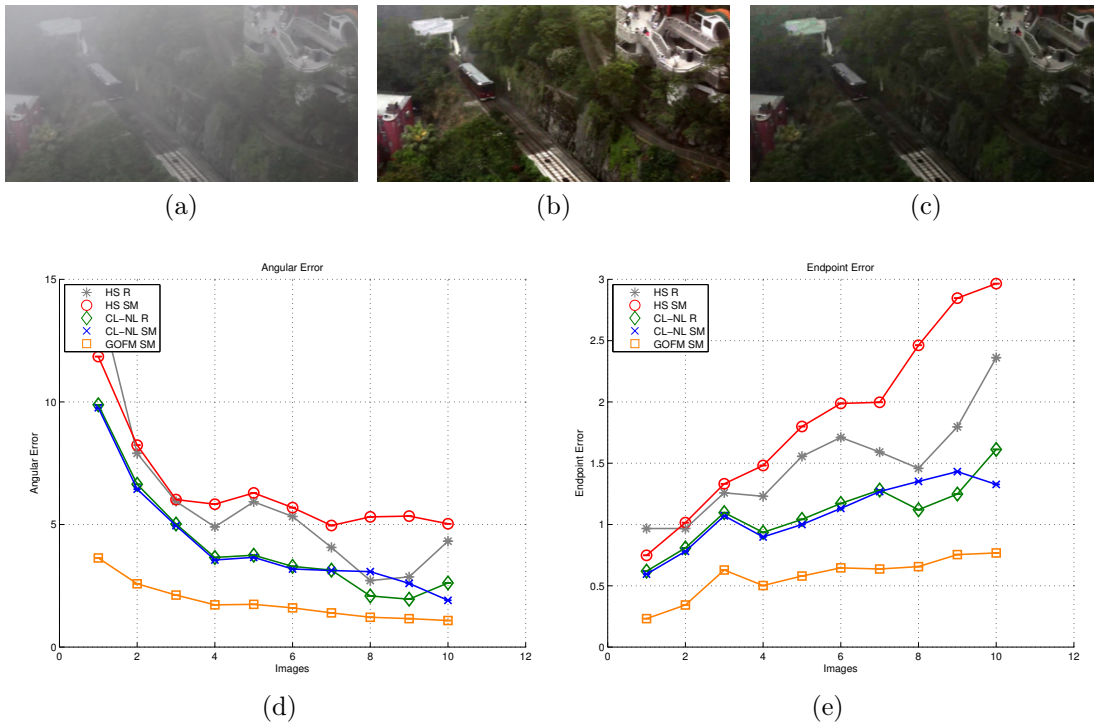 (a)
(b)
(c)
Angular Error
15
10
5
0
HS R
HS SM
CL-NL R
CL-NL SM
GOFM SM
Angular Error
0
2
4
6
8
10
12
Images
(d)
Endpoint Error
3
2.5
2
1.5
1
0.5
0
HS R
HS SM
CL-NL R
CL-NL SM
GOFM SM
Endpoint Error
0
2
4
6
8
10
12
Images
(e)